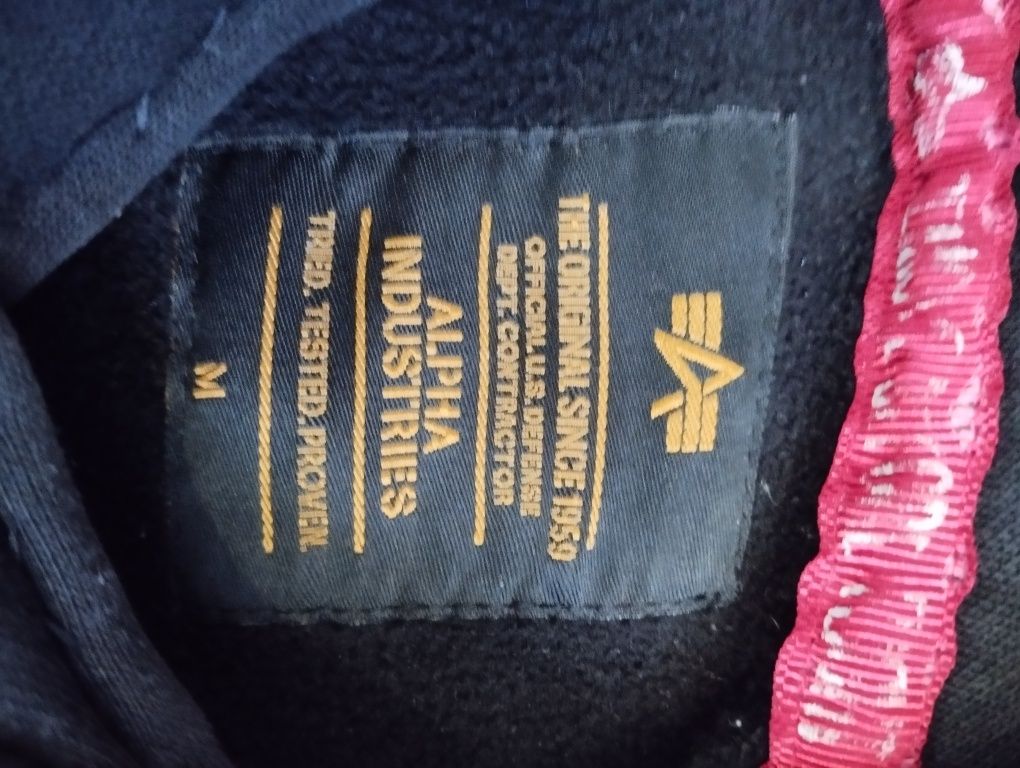 THE ORIGINAL SINCE 1959
OFFICIAL U.S. DEFENSE
DEPT. CONTRACTOR
ALPHA
INDUSTRIES
TRIED. TESTED. PROVEN.
M